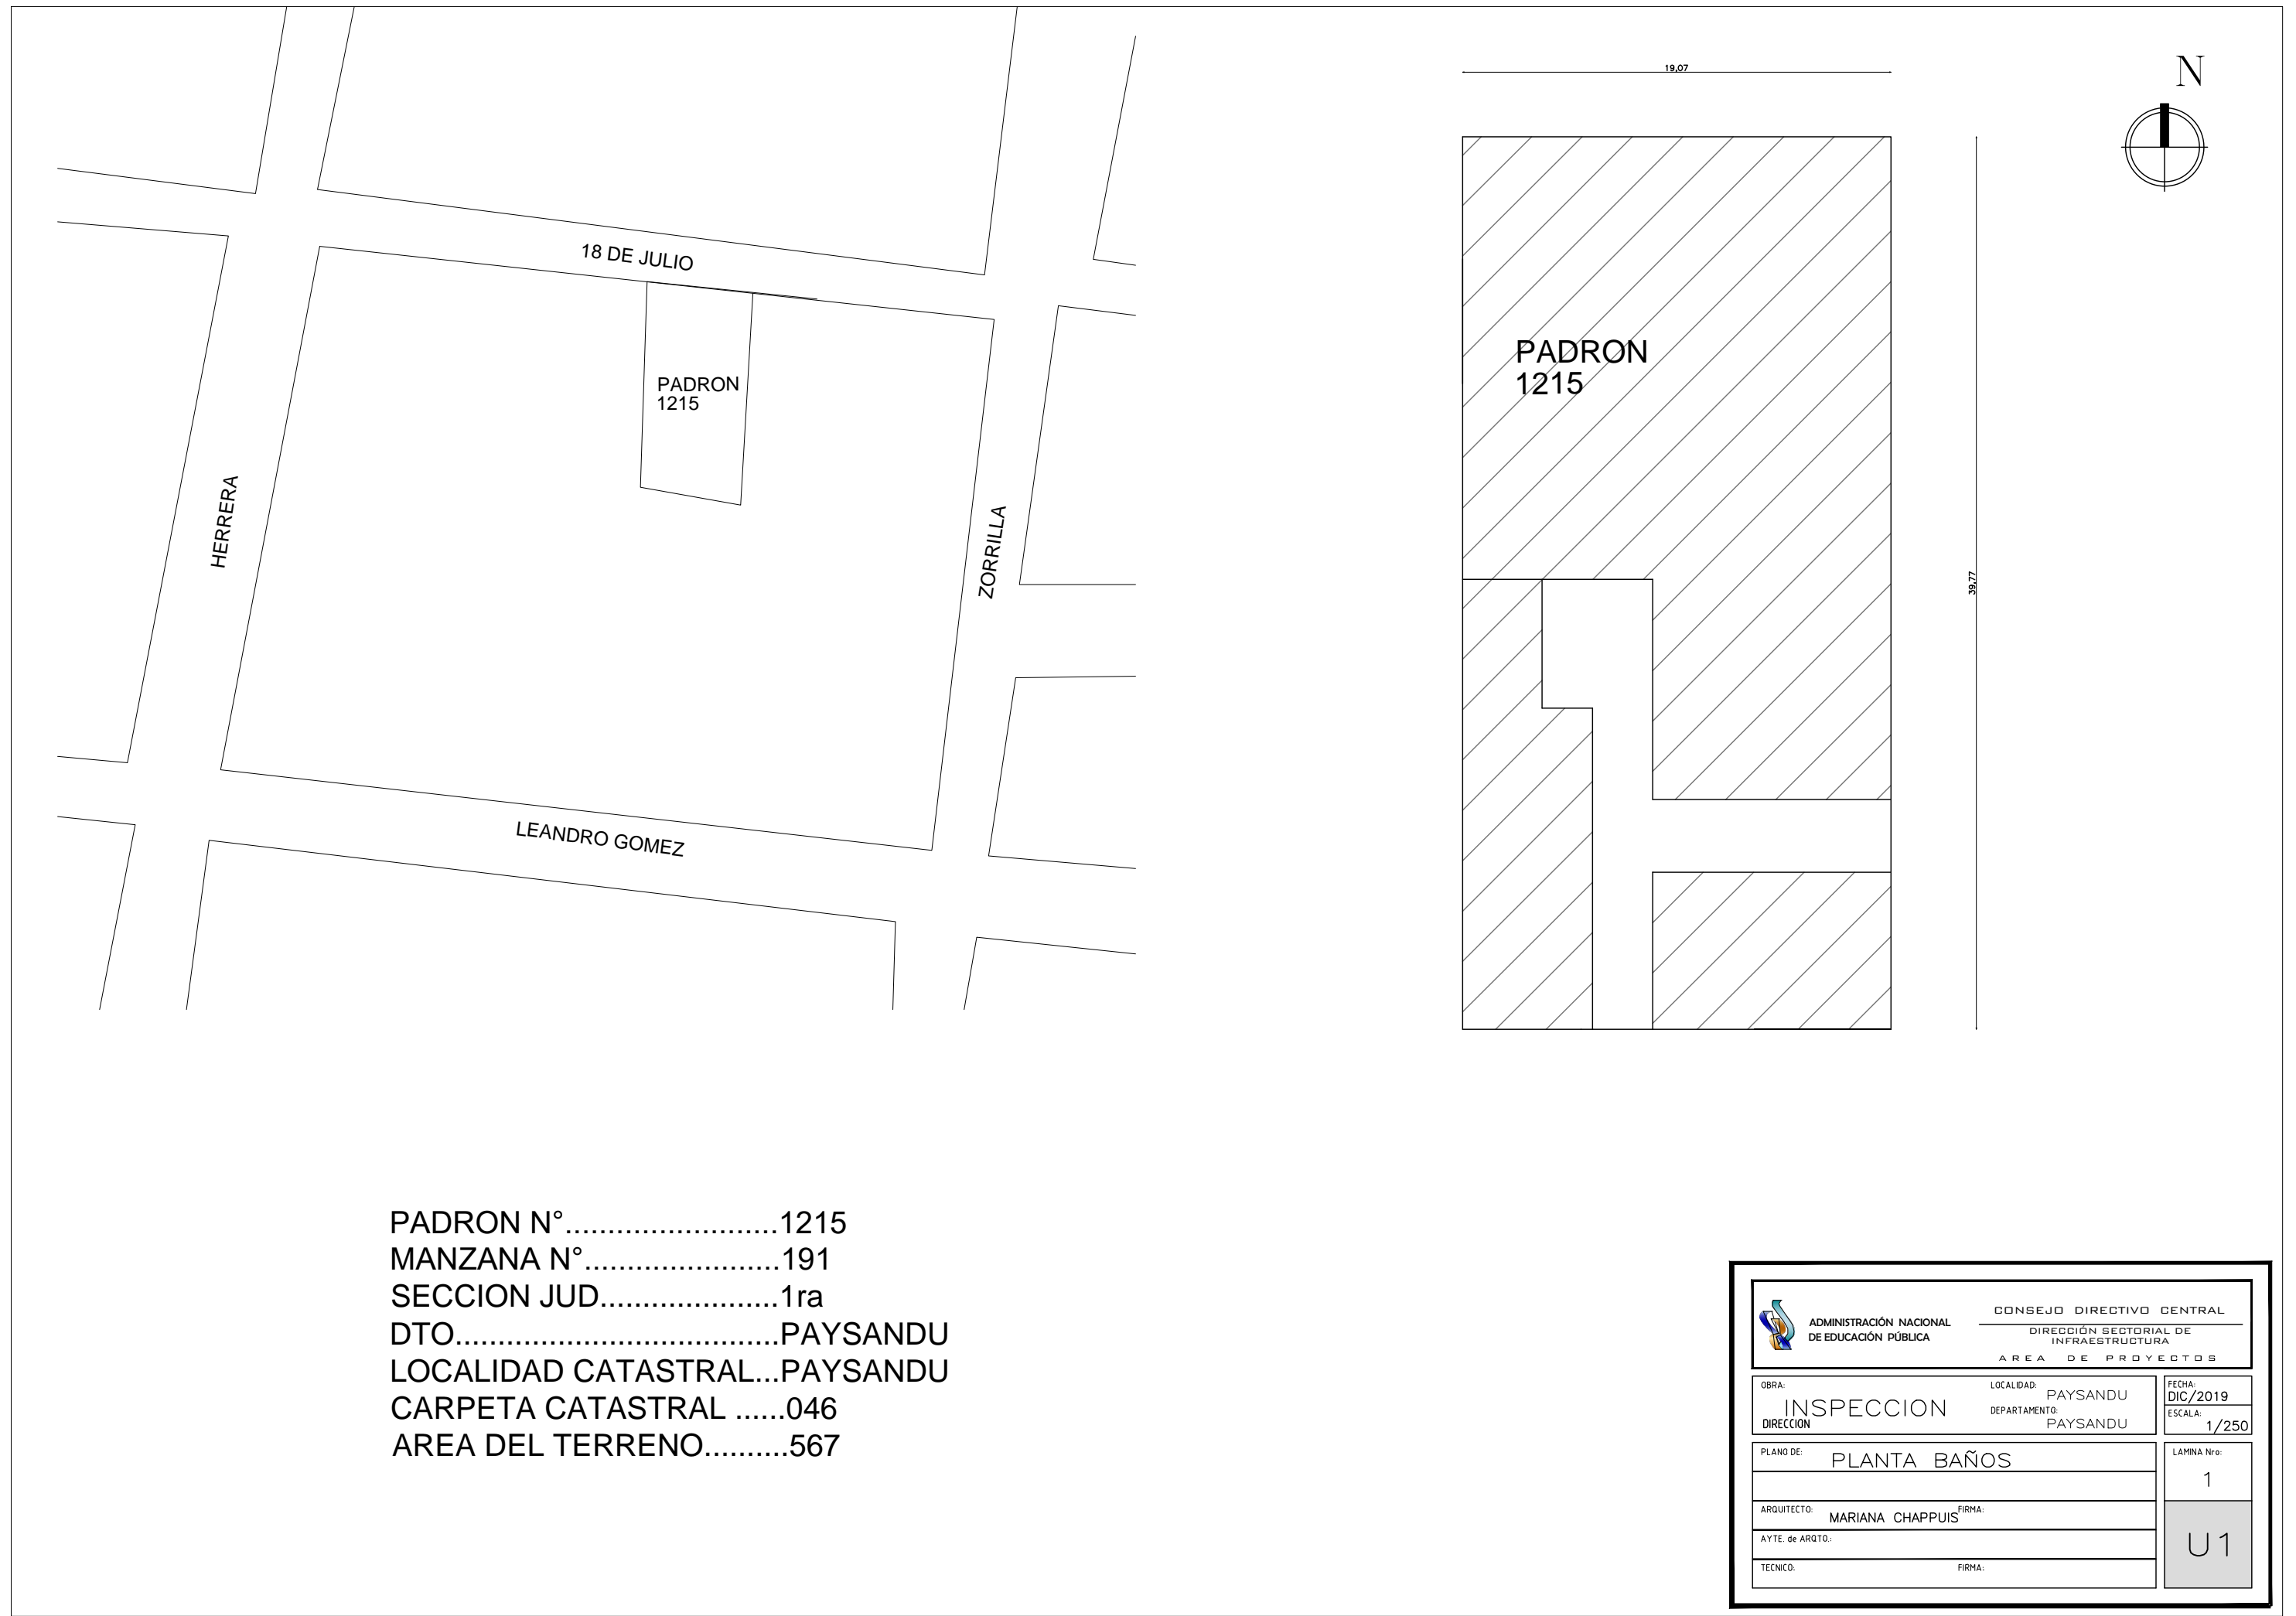 18 DE JULIO
PADRON
1215
HERRERA
ZORRILLA
LEANDRO GOMEZ
19,07
N
PADRON
1215
39,77
PADRON N°.........................1215
MANZANA N°.......................191
SECCION JUD.....................1ra
DTO......................................PAYSANDU
LOCALIDAD CATASTRAL...PAYSANDU
CARPETA CATASTRAL ......046
AREA DEL TERRENO..........567
ADMINISTRACIÓN NACIONAL
DE EDUCACIÓN PÚBLICA
CONSEJO DIRECTIVO CENTRAL
DIRECCIÓN SECTORIAL DE
INFRAESTRUCTURA
AREA DE PROYECTOS
OBRA:
INSPECCION
DIRECCION
LOCALIDAD:
PAYSANDU
DEPARTAMENTO:
PAYSANDU
FECHA:
DIC/2019
ESCALA:
1/250
PLANO DE:
PLANTA BAÑOS
LAMINA Nro:
1
ARQUITECTO:
MARIANA CHAPPUIS
FIRMA:
AYTE. de ARQTO.:
TECNICO:
FIRMA:
U1